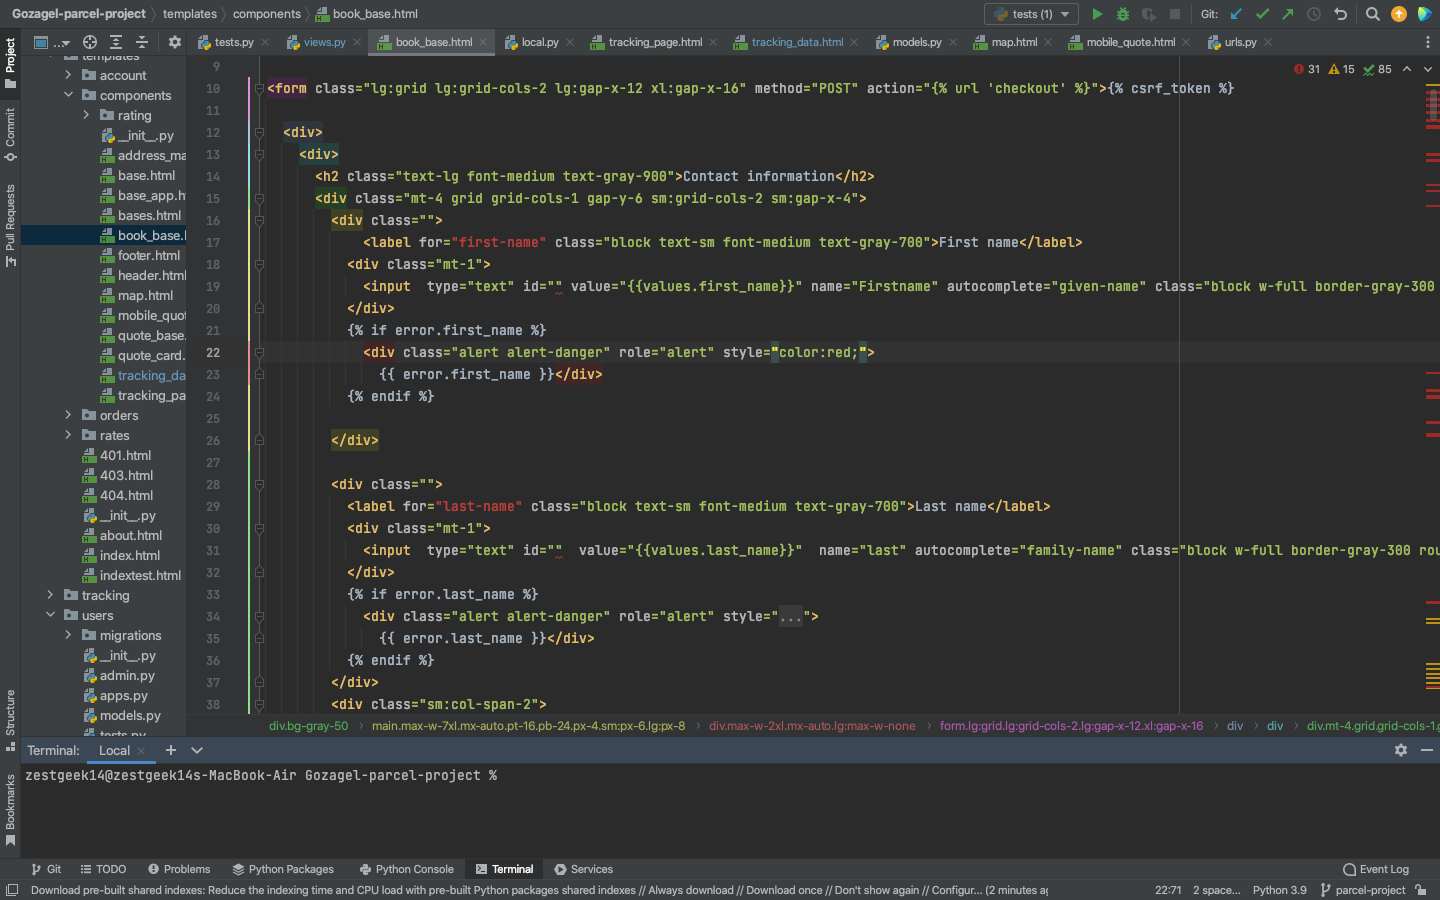 Gozagel-parcel-project templates components book_base.html tests (1) Git:
Project
Commit
Pull Requests
Structure
Bookmarks
...
tests.py views.py book_base.html local.py tracking_page.html tracking_data.html models.py map.html mobile_quote.html urls.py
templates
account
components
rating
__init__.py
address_ma
base.html
base_app.h
bases.html
book_base.
footer.html
header.html
map.html
mobile_quot
quote_base.
quote_card.
tracking_da
tracking_pa
orders
rates
401.html
403.html
404.html
__init__.py
about.html
index.html
indextest.html
tracking
users
migrations
__init__.py
admin.py
apps.py
models.py
tests.py
31 15 85
9
10 <form class="lg:grid lg:grid-cols-2 lg:gap-x-12 xl:gap-x-16" method="POST" action="{% url 'checkout' %}">{% csrf_token %}
11
12 <div>
13 <div>
14 <h2 class="text-lg font-medium text-gray-900">Contact information</h2>
15 <div class="mt-4 grid grid-cols-1 gap-y-6 sm:grid-cols-2 sm:gap-x-4">
16 <div class="">
17 <label for="first-name" class="block text-sm font-medium text-gray-700">First name</label>
18 <div class="mt-1">
19 <input  type="text" id="" value="{{values.first_name}}" name="Firstname" autocomplete="given-name" class="block w-full border-gray-300
20 </div>
21 {% if error.first_name %}
22 <div class="alert alert-danger" role="alert" style="color:red;">
23 {{ error.first_name }}</div>
24 {% endif %}
25
26 </div>
27
28 <div class="">
29 <label for="last-name" class="block text-sm font-medium text-gray-700">Last name</label>
30 <div class="mt-1">
31 <input  type="text" id=""  value="{{values.last_name}}"  name="last" autocomplete="family-name" class="block w-full border-gray-300 rou
32 </div>
33 {% if error.last_name %}
34 <div class="alert alert-danger" role="alert" style="...">
35 {{ error.last_name }}</div>
36 {% endif %}
37 </div>
38 <div class="sm:col-span-2">
div.bg-gray-50 main.max-w-7xl.mx-auto.pt-16.pb-24.px-4.sm:px-6.lg:px-8 div.max-w-2xl.mx-auto.lg:max-w-none form.lg:grid.lg:grid-cols-2.lg:gap-x-12.xl:gap-x-16 div div div.mt-4.grid.grid-cols-1.g
Terminal: Local
zestgeek14@zestgeek14s-MacBook-Air Gozagel-parcel-project %
Git TODO Problems Python Packages Python Console Terminal Services Event Log
Download pre-built shared indexes: Reduce the indexing time and CPU load with pre-built Python packages shared indexes // Always download // Download once // Don't show again // Configur... (2 minutes ag 22:71 2 space... Python 3.9 parcel-project